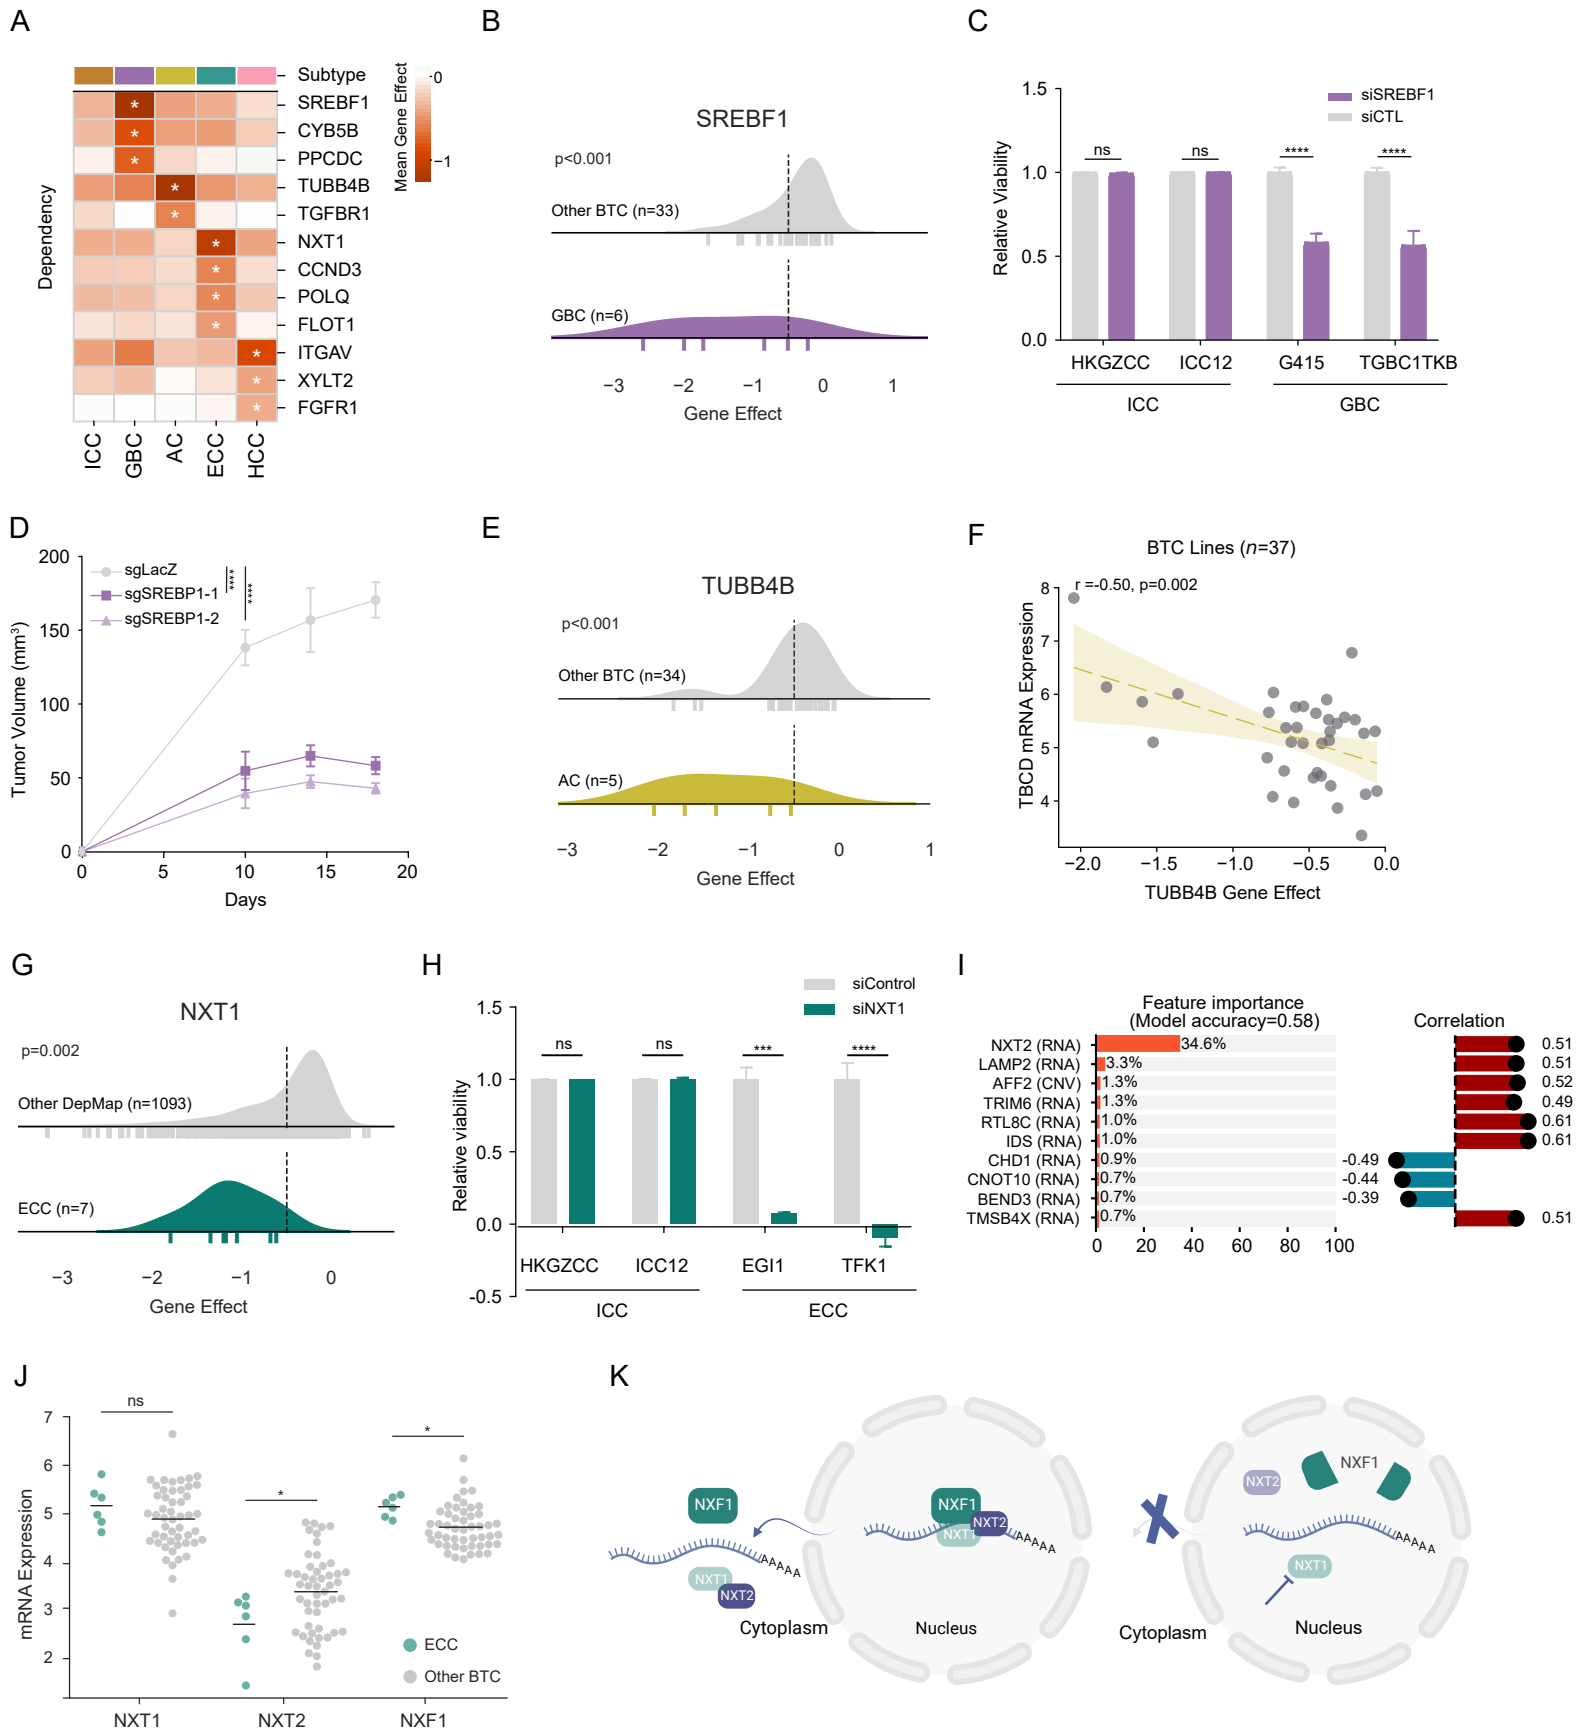 A
Subtype
SREBF1
CYB5B
PPCDC
TUBB4B
TGFBR1
NXT1
CCND3
POLQ
FLOT1
ITGAV
XYLT2
FGFR1
Dependency
ICC
GBC
AC
ECC
HCC
Mean Gene Effect
0
−1
* * * * * * * * * * * *
B
SREBF1
p<0.001
Other BTC (n=33)
GBC (n=6)
−3 −2 −1 0 1
Gene Effect
C
siSREBF1
siCTL
Relative Viability
1.5
1.0
0.5
0.0
ns ns **** ****
HKGZCC ICC12 G415 TGBC1TKB
ICC GBC
D
Tumor Volume (mm³)
200
150
100
50
0
sgLacZ
sgSREBP1-1
sgSREBP1-2
**** ****
0 5 10 15 20
Days
E
TUBB4B
p<0.001
Other BTC (n=34)
AC (n=5)
−3 −2 −1 0 1
Gene Effect
F
BTC Lines (n=37)
r =-0.50, p=0.002
TBCD mRNA Expression
8
7
6
5
4
−2.0 −1.5 −1.0 −0.5 0.0
TUBB4B Gene Effect
G
NXT1
p=0.002
Other DepMap (n=1093)
ECC (n=7)
−3 −2 −1 0
Gene Effect
H
siControl
siNXT1
Relative viability
1.5
1.0
0.5
0.0
-0.5
ns ns *** ****
HKGZCC ICC12 EGI1 TFK1
ICC ECC
I
Feature importance
(Model accuracy=0.58)
Correlation
NXT2 (RNA) 34.6% 0.51
LAMP2 (RNA) 3.3% 0.51
AFF2 (CNV) 1.3% 0.52
TRIM6 (RNA) 1.3% 0.49
RTL8C (RNA) 1.0% 0.61
IDS (RNA) 1.0% 0.61
CHD1 (RNA) 0.9% -0.49
CNOT10 (RNA) 0.7% -0.44
BEND3 (RNA) 0.7% -0.39
TMSB4X (RNA) 0.7% 0.51
0 20 40 60 80 100
J
mRNA Expression
7
6
5
4
3
2
ns * *
ECC
Other BTC
NXT1 NXT2 NXF1
K
NXF1
AAAAA
NXT1
NXT2
Cytoplasm
NXF1
NXT1
NXT2
AAAAA
Nucleus
NXT2
NXF1
AAAAA
NXT1
Cytoplasm
Nucleus